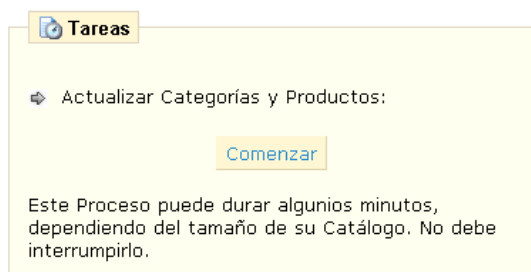 Tareas
Actualizar Categorías y Productos:
Comenzar
Este Proceso puede durar algunios minutos,
dependiendo del tamaño de su Catálogo. No debe
interrumpirlo.